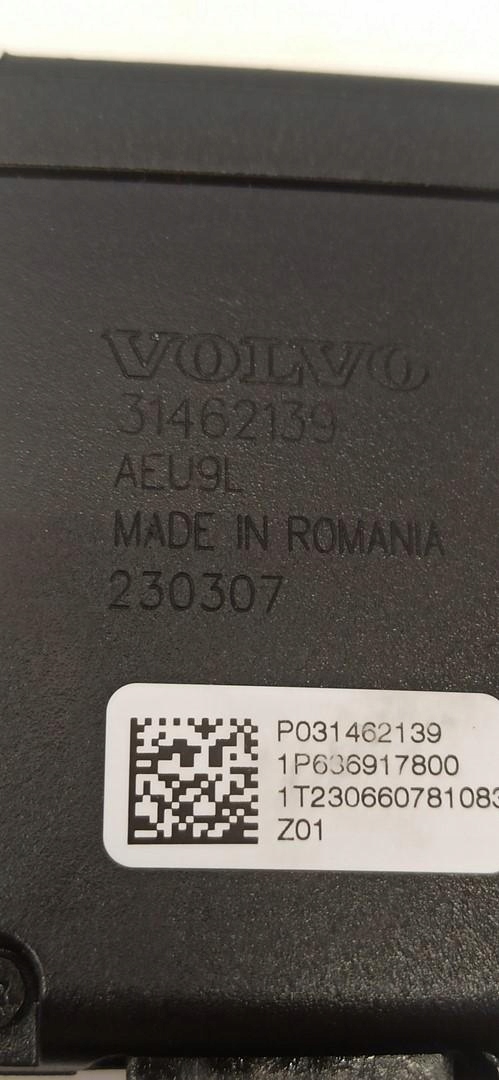 VOLVO
31462139
AEU9L
MADE IN ROMANIA
230307
P031462139
1P636917800
1T230660781083
Z01